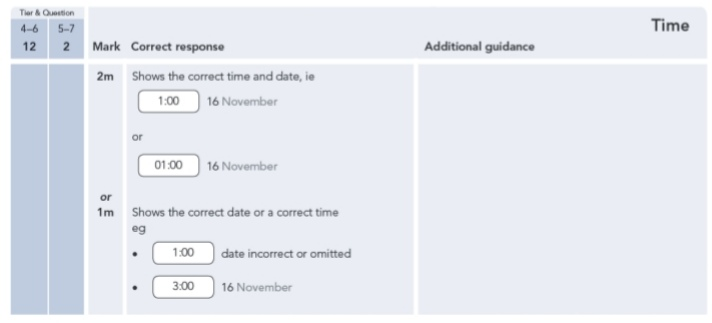 Tier & Question
4–6 5–7
Time
12 2 Mark Correct response Additional guidance
2m Shows the correct time and date, ie
1:00 16 November
or
01:00 16 November
or
1m Shows the correct date or a correct time
eg
• 1:00 date incorrect or omitted
• 3:00 16 November